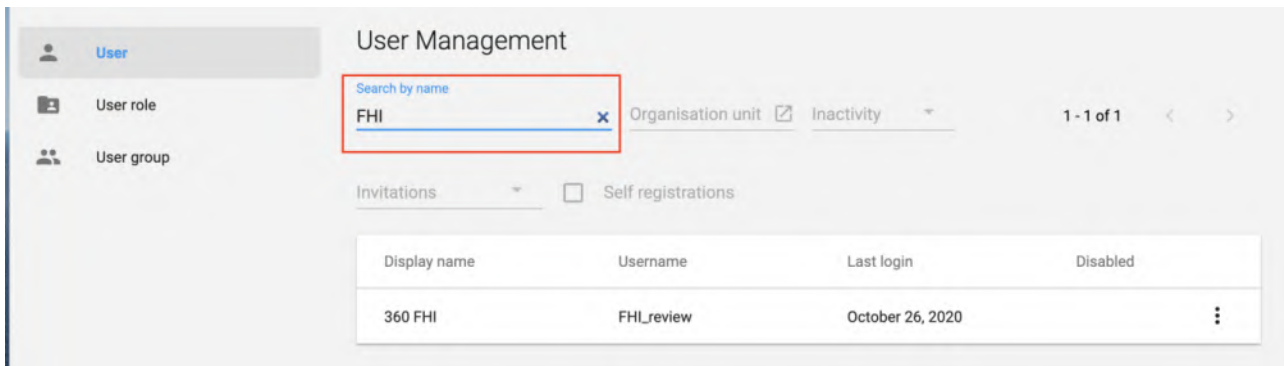 User
User role
User group
User Management
Search by name
FHI
Organisation unit
Inactivity
1 - 1 of 1
Invitations
Self registrations
Display name Username Last login Disabled
360 FHI FHI_review October 26, 2020